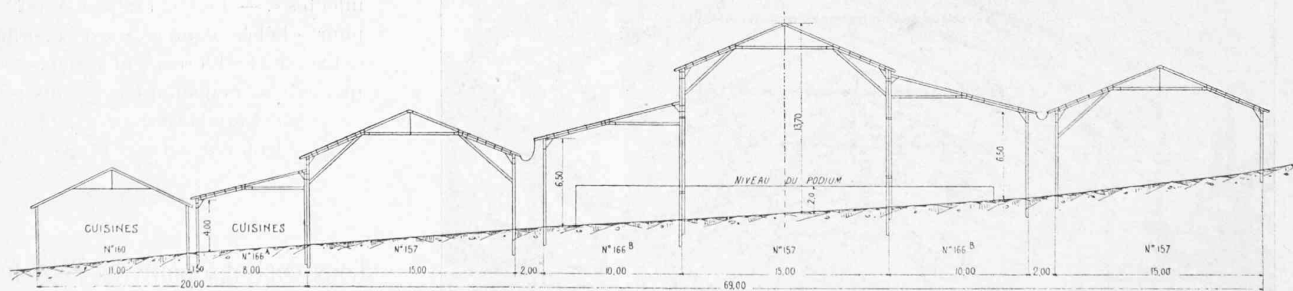 13,70
6,50
6,50
NIVEAU DU PODIUM
2,0
4,00
CUISINES
CUISINES
N°160
N°166 A
N°157
N°166 B
N°157
N°166 B
N°157
11,00
1,50
8,00
15,00
2,00
10,00
15,00
10,00
2,00
15,00
20,00
69,00